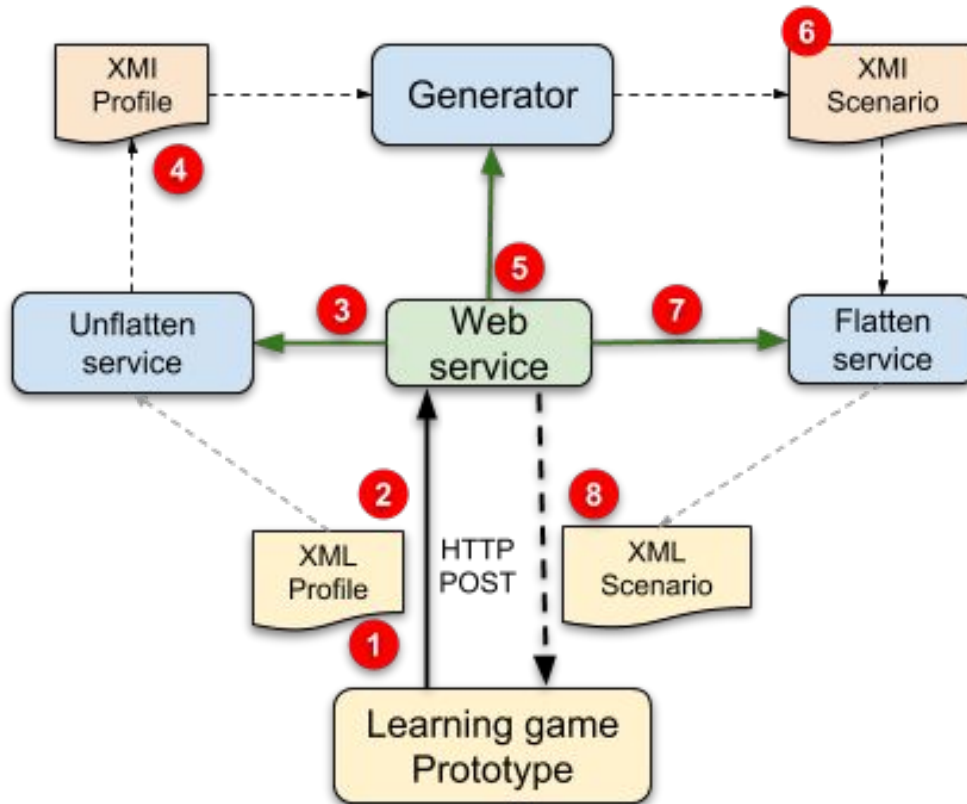 6
XMI
Profile
Generator
XMI
Scenario
4
5
3
7
Unflatten
service
Web
service
Flatten
service
2
8
XML
Profile
HTTP
POST
XML
Scenario
1
Learning game
Prototype